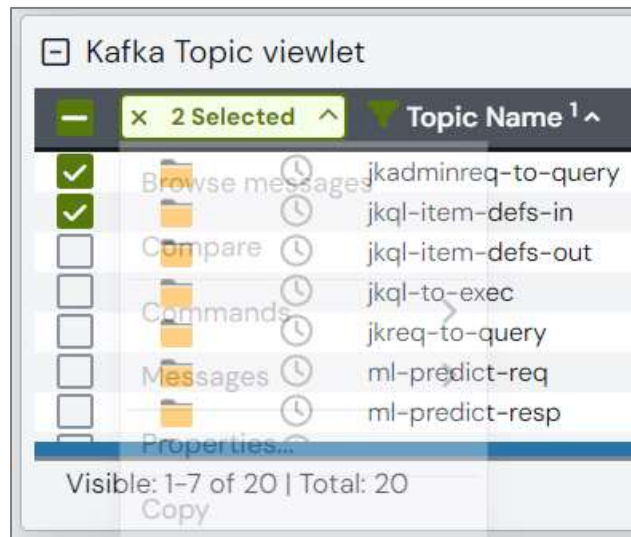 Kafka Topic viewlet
× 2 Selected Topic Name 1
jkadminreq-to-query
Browse messages
jkql-item-defs-in
jkql-item-defs-out
Compare
jkql-to-exec
Commands
jkreq-to-query
ml-predict-req
Messages
ml-predict-resp
Properties...
Visible: 1-7 of 20 | Total: 20
Copy